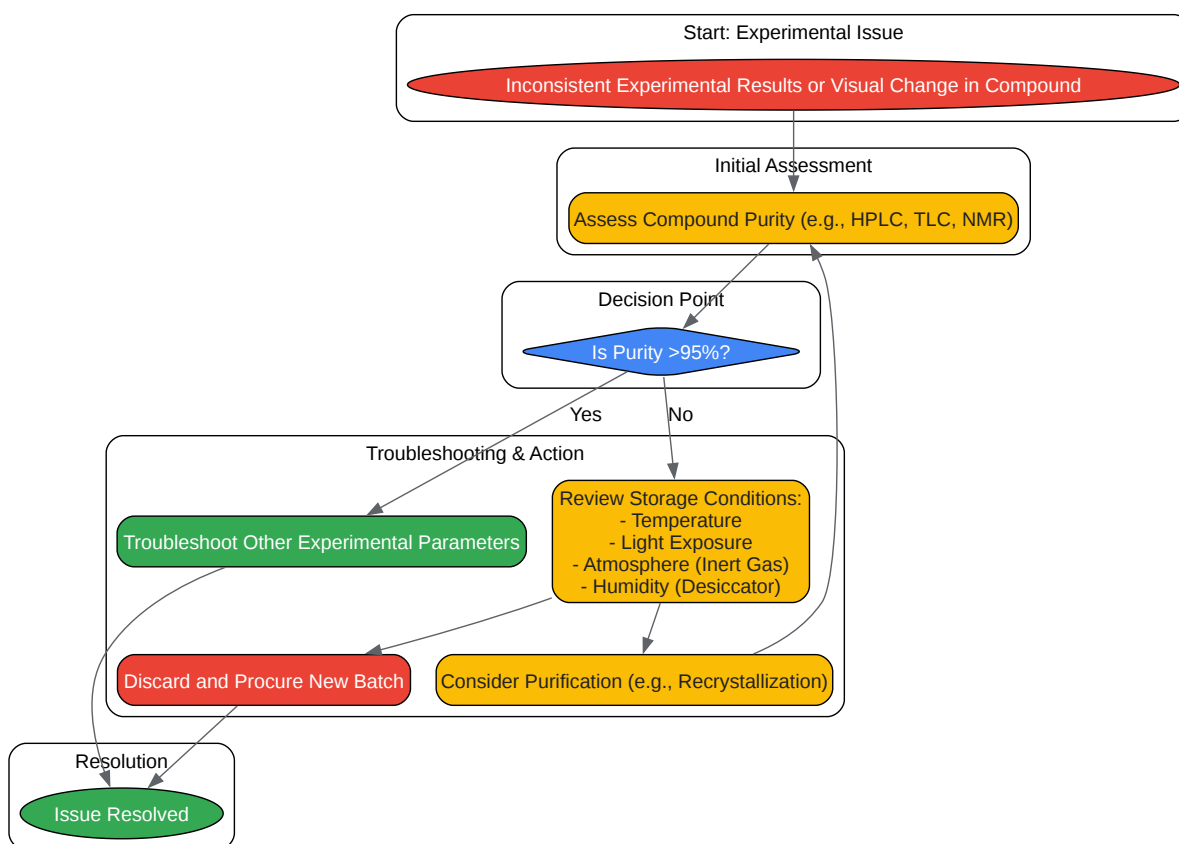 Start: Experimental Issue
Inconsistent Experimental Results or Visual Change in Compound
Initial Assessment
Assess Compound Purity (e.g., HPLC, TLC, NMR)
Decision Point
Is Purity >95%?
Yes
No
Troubleshooting & Action
Troubleshoot Other Experimental Parameters
Review Storage Conditions:
- Temperature
- Light Exposure
- Atmosphere (Inert Gas)
- Humidity (Desiccator)
Discard and Procure New Batch
Consider Purification (e.g., Recrystallization)
Resolution
Issue Resolved